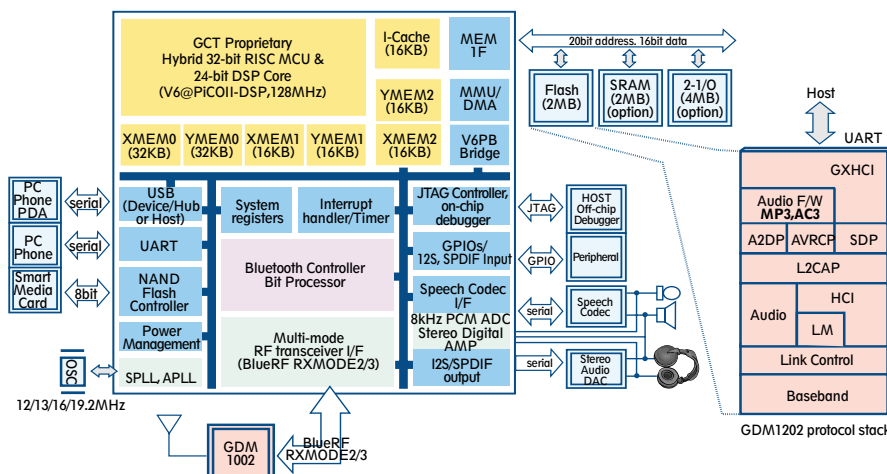 GCT Proprietary
Hybrid 32-bit RISC MCU &
24-bit DSP Core
(V6@PiCOII-DSP,128MHz)
I-Cache
(16KB)
MEM
1F
YMEM2
(16KB)
MMU/
DMA
XMEM0
(32KB)
YMEM0
(32KB)
XMEM1
(16KB)
YMEM1
(16KB)
XMEM2
(16KB)
V6PB
Bridge
20bit address. 16bit data
Flash
(2MB)
SRAM
(2MB)
(option)
2-1/O
(4MB)
(option)
Host
UART
PC
Phone
PDA
serial
USB
(Device/Hub
or Host)
System
registers
Interrupt
handler/Timer
JTAG Controller,
on-chip
debugger
JTAG
HOST
Off-chip
Debugger
PC
Phone
serial
UART
GPIOs/
12S, SPDIF Input
GPIO
Peripheral
Smart
Media
Card
8bit
NAND
Flash
Controller
Bluetooth Controller
Bit Processor
Speech Codec
I/F
serial
Speech
Codec
Power
Management
Multi-mode
RF transceiver I/F
(BlueRF RXMODE2/3)
8kHz PCM ADC
Stereo Digital
AMP
OSC
SPLL, APLL
I2S/SPDIF
output
serial
Stereo
Audio
DAC
12/13/16/19.2MHz
GDM
1002
BlueRF
RXMODE2/3
GXHCI
Audio F/W
MP3,AC3
A2DP
AVRCP
SDP
L2CAP
Audio
HCI
LM
Link Control
Baseband
GDM1202 protocol stack